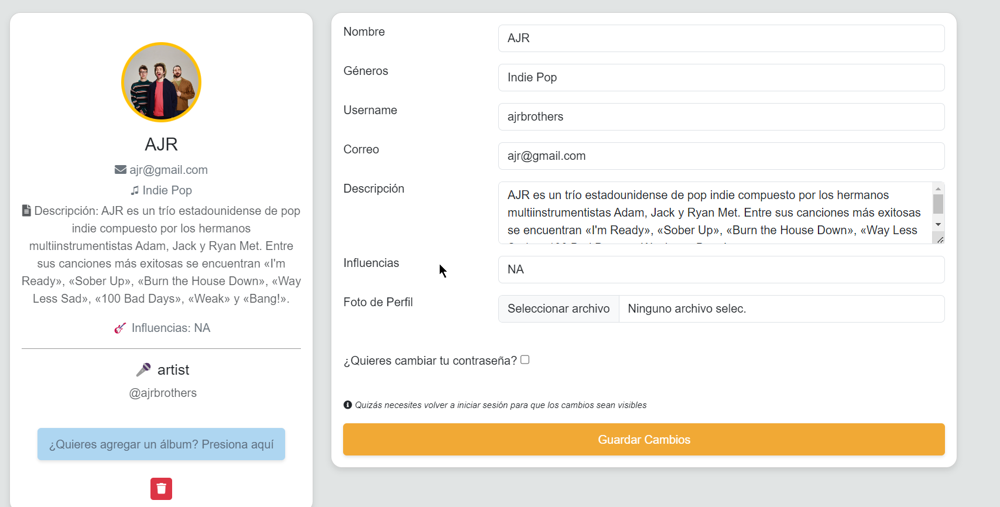 AJR
ajr@gmail.com
Indie Pop
Descripción: AJR es un trío estadounidense de pop
indie compuesto por los hermanos
multiinstrumentistas Adam, Jack y Ryan Met. Entre
sus canciones más exitosas se encuentran «I'm
Ready», «Sober Up», «Burn the House Down», «Way
Less Sad», «100 Bad Days», «Weak» y «Bang!».
Influencias: NA
artist
@ajrbrothers
¿Quieres agregar un álbum? Presiona aquí
Nombre
AJR
Géneros
Indie Pop
Username
ajrbrothers
Correo
ajr@gmail.com
Descripción
AJR es un trío estadounidense de pop indie compuesto por los hermanos
multiinstrumentistas Adam, Jack y Ryan Met. Entre sus canciones más exitosas
se encuentran «I'm Ready», «Sober Up», «Burn the House Down», «Way Less
Influencias
NA
Foto de Perfil
Seleccionar archivo Ninguno archivo selec.
¿Quieres cambiar tu contraseña?
Quizás necesites volver a iniciar sesión para que los cambios sean visibles
Guardar Cambios